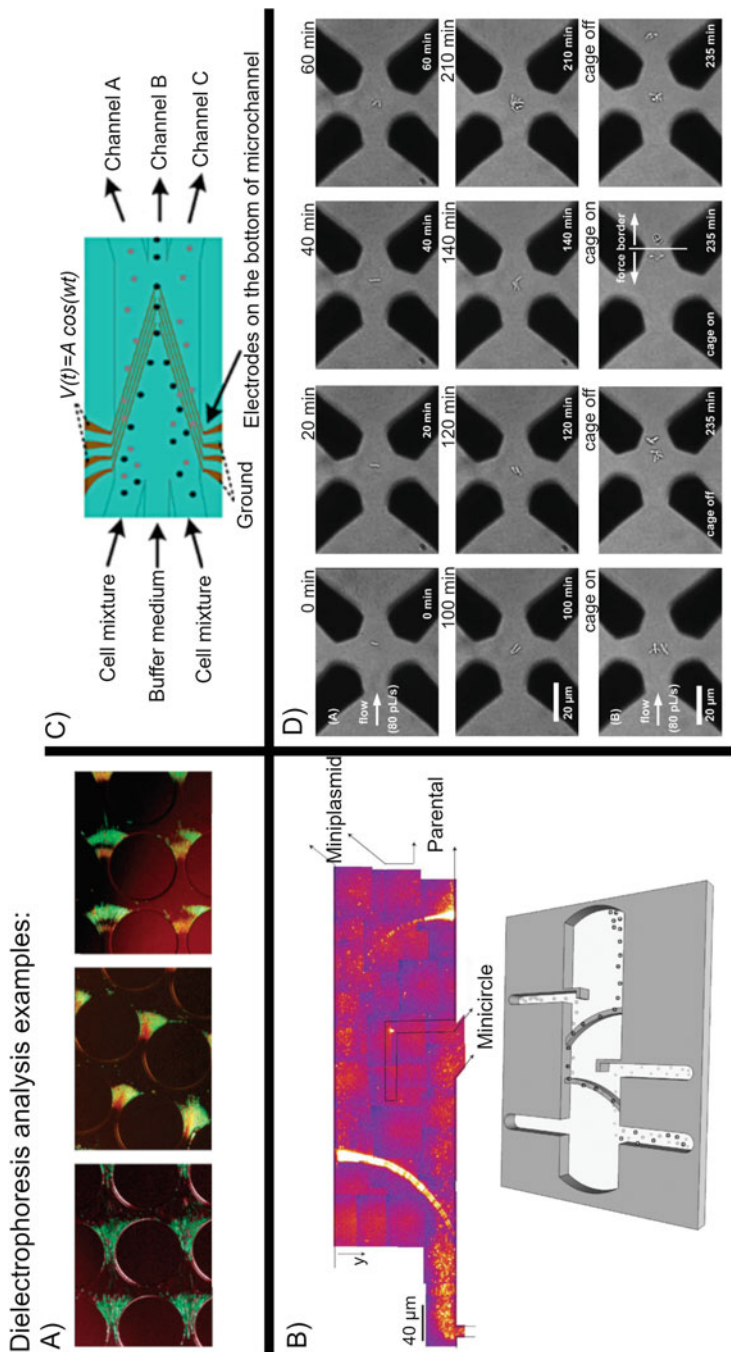 Dielectrophoresis analysis examples:
A)
B)
y
40 µm
Miniplasmid
Parental
Minicircle
C)
V(t)=A cos(wt)
Cell mixture
Buffer medium
Cell mixture
Ground
Channel A
Channel B
Channel C
Electrodes on the bottom of microchannel
D)
0 min
20 min
40 min
60 min
(A)
flow
(80 pL/s)
0 min
20 min
40 min
60 min
100 min
120 min
140 min
210 min
20 µm
100 min
120 min
140 min
210 min
cage on
cage off
cage on
cage off
(B)
flow
(80 pL/s)
20 µm
235 min
cage off
235 min
force border
cage on
235 min
235 min